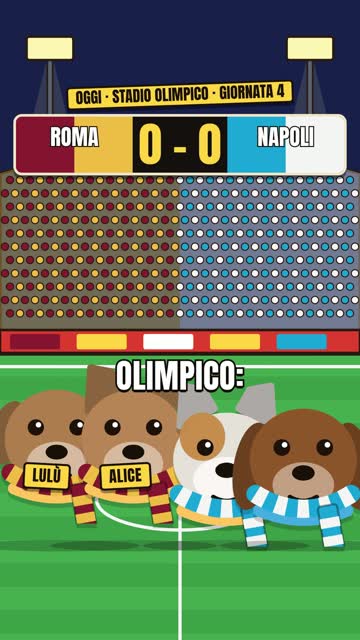 OGGI · STADIO OLIMPICO · GIORNATA 4
ROMA 0 - 0 NAPOLI
OLIMPICO:
LULÙ ALICE